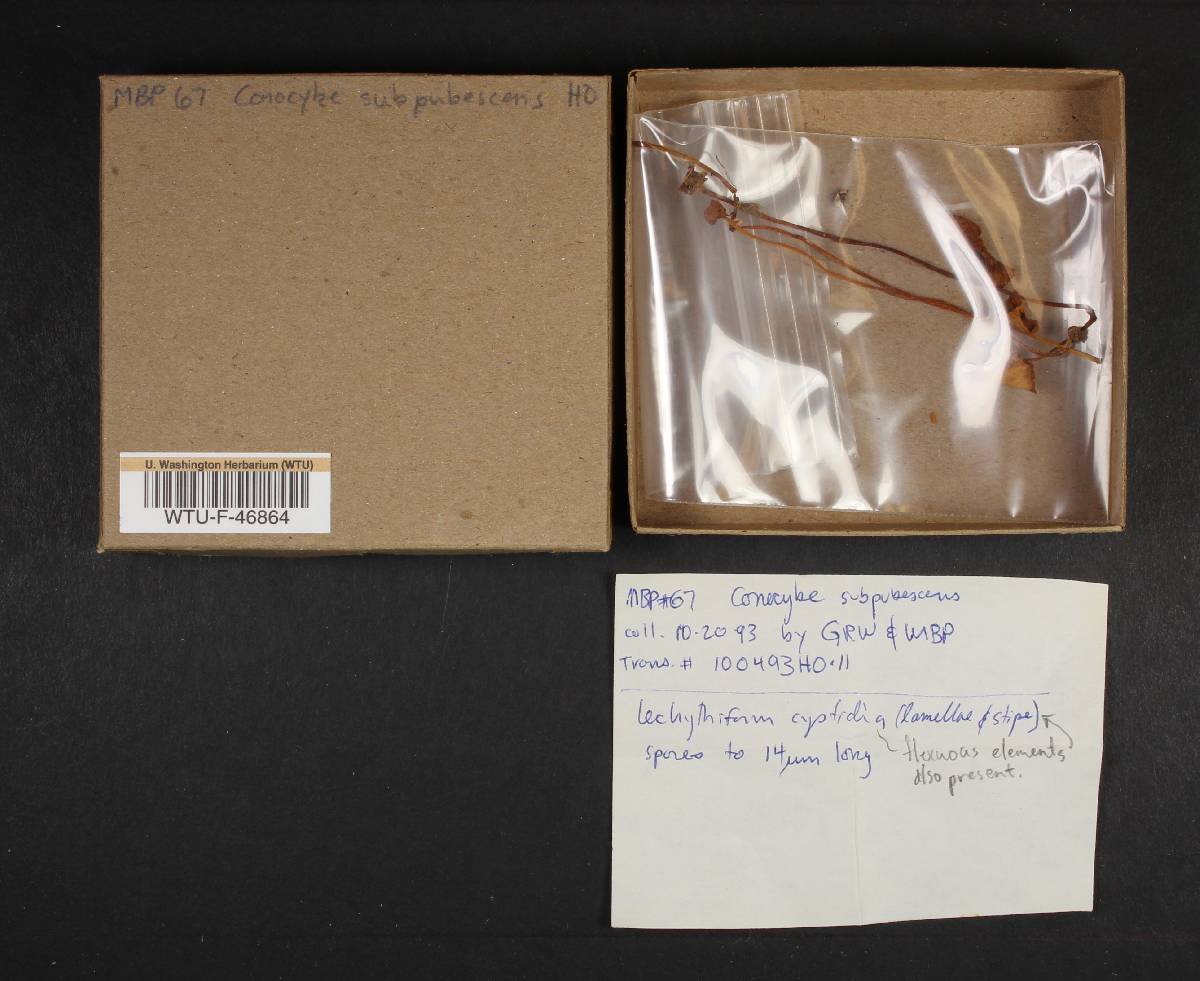 MBP 67 Conocybe subpubescens HO
U. Washington Herbarium (WTU)
WTU-F-46864
MBP#67 Conocybe subpubescens
coll. 10-20-93 by GRW & MBP
Trans. # 100493HO.11
lechythiform cystidia (lamellae & stipe)
spores to 14µm long flexuous elements
also present.